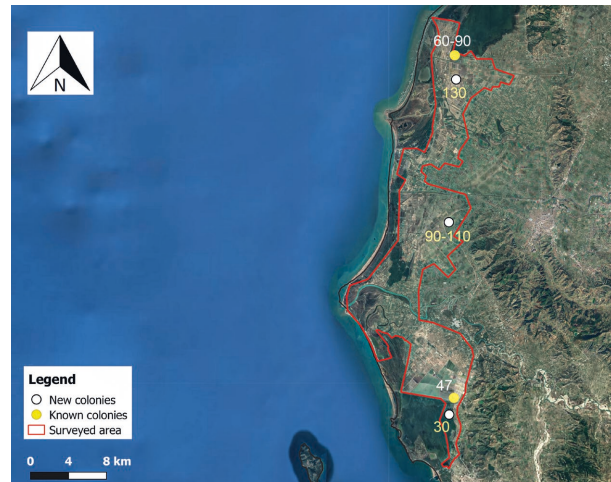 N
60-90
130
90-110
47
30
Legend
New colonies
Known colonies
Surveyed area
0 4 8 km